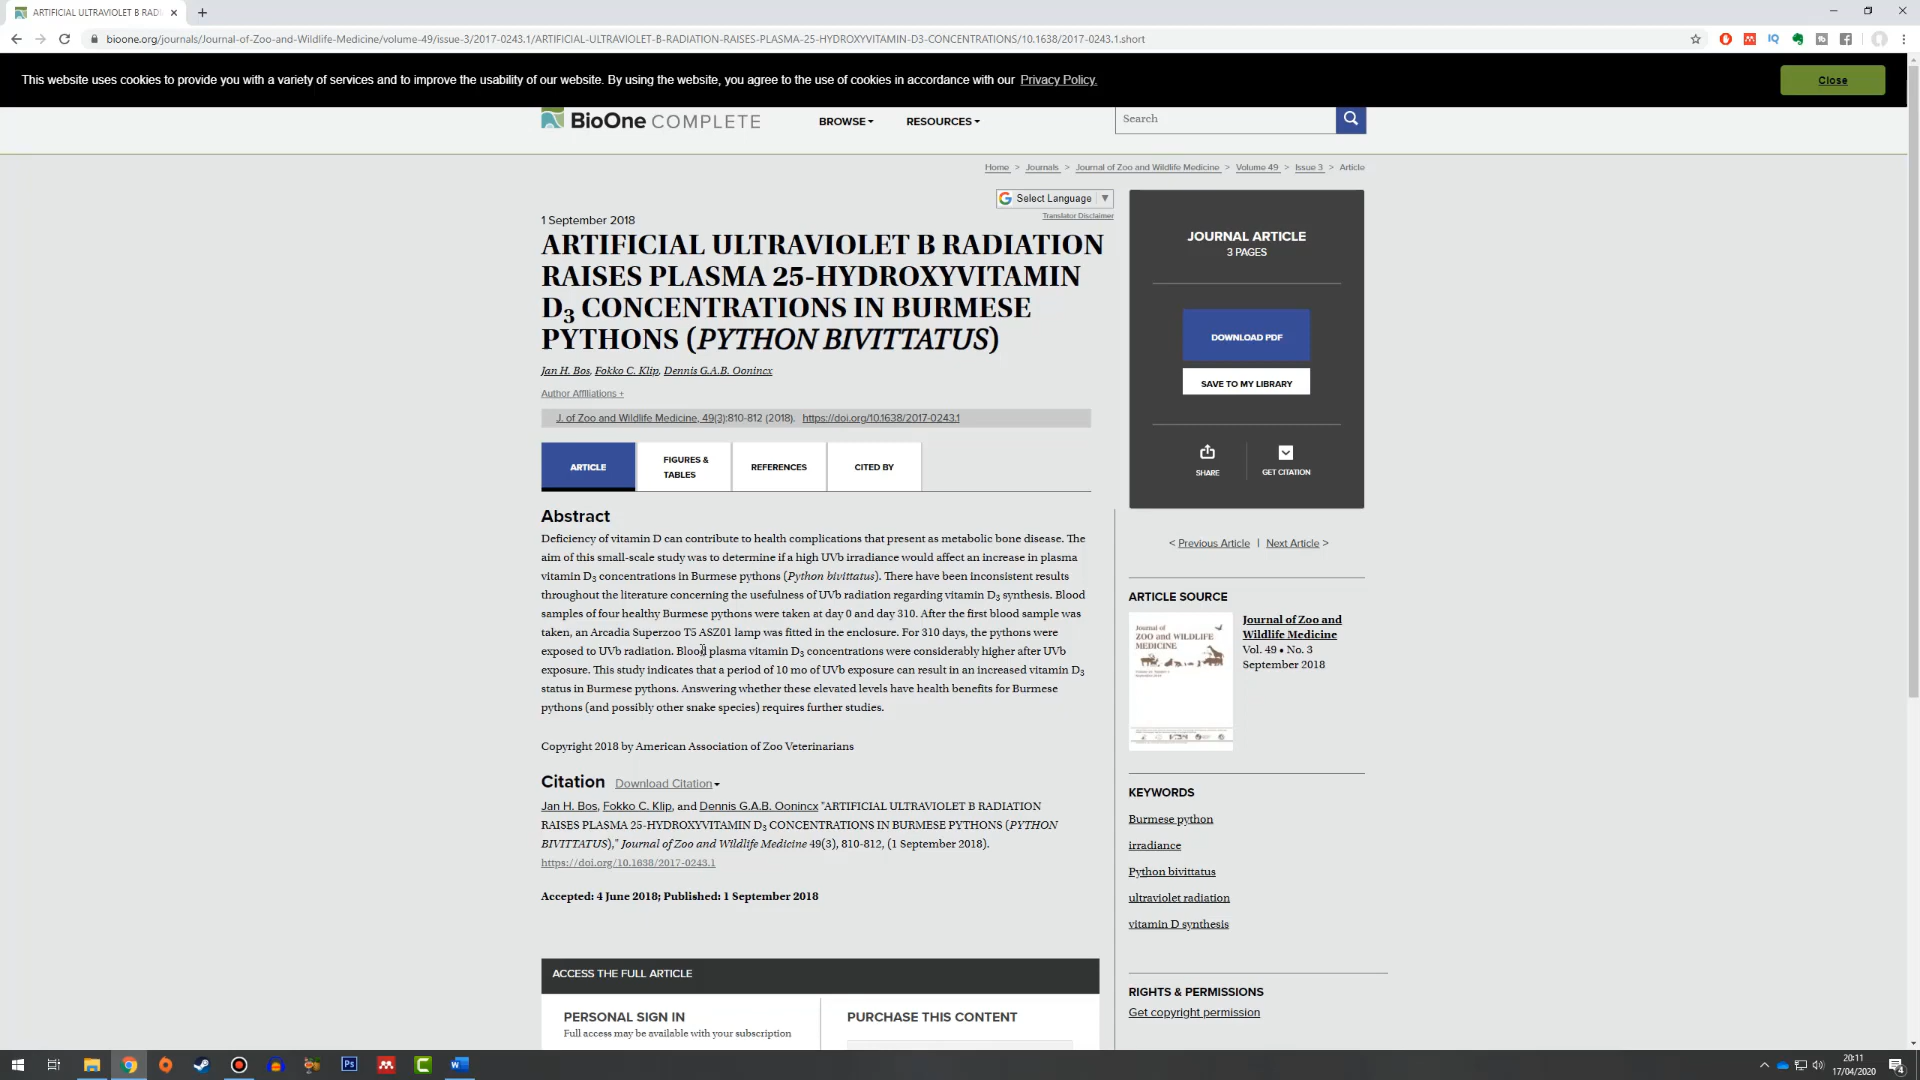 ARTIFICIAL ULTRAVIOLET B RADI
bioone.org/journals/Journal-of-Zoo-and-Wildlife-Medicine/volume-49/issue-3/2017-0243.1/ARTIFICIAL-ULTRAVIOLET-B-RADIATION-RAISES-PLASMA-25-HYDROXYVITAMIN-D3-CONCENTRATIONS/10.1638/2017-0243.1.short
This website uses cookies to provide you with a variety of services and to improve the usability of our website. By using the website, you agree to the use of cookies in accordance with our Privacy Policy.
Close
BioOne COMPLETE
BROWSE
RESOURCES
Search
Home > Journals > Journal of Zoo and Wildlife Medicine > Volume 49 > Issue 3 > Article
Select Language
Translator Disclaimer
1 September 2018
ARTIFICIAL ULTRAVIOLET B RADIATION
RAISES PLASMA 25-HYDROXYVITAMIN
D3 CONCENTRATIONS IN BURMESE
PYTHONS (PYTHON BIVITTATUS)
Jan H. Bos, Fokko C. Klip, Dennis G.A.B. Oonincx
Author Affiliations +
J. of Zoo and Wildlife Medicine, 49(3):810-812 (2018). https://doi.org/10.1638/2017-0243.1
ARTICLE
FIGURES &
TABLES
REFERENCES
CITED BY
Abstract
Deficiency of vitamin D can contribute to health complications that present as metabolic bone disease. The
aim of this small-scale study was to determine if a high UVb irradiance would affect an increase in plasma
vitamin D3 concentrations in Burmese pythons (Python bivittatus). There have been inconsistent results
throughout the literature concerning the usefulness of UVb radiation regarding vitamin D3 synthesis. Blood
samples of four healthy Burmese pythons were taken at day 0 and day 310. After the first blood sample was
taken, an Arcadia Superzoo T5 ASZ01 lamp was fitted in the enclosure. For 310 days, the pythons were
exposed to UVb radiation. Blood plasma vitamin D3 concentrations were considerably higher after UVb
exposure. This study indicates that a period of 10 mo of UVb exposure can result in an increased vitamin D3
status in Burmese pythons. Answering whether these elevated levels have health benefits for Burmese
pythons (and possibly other snake species) requires further studies.
Copyright 2018 by American Association of Zoo Veterinarians
Citation Download Citation
Jan H. Bos, Fokko C. Klip, and Dennis G.A.B. Oonincx "ARTIFICIAL ULTRAVIOLET B RADIATION
RAISES PLASMA 25-HYDROXYVITAMIN D3 CONCENTRATIONS IN BURMESE PYTHONS (PYTHON
BIVITTATUS)," Journal of Zoo and Wildlife Medicine 49(3), 810-812, (1 September 2018).
https://doi.org/10.1638/2017-0243.1
Accepted: 4 June 2018; Published: 1 September 2018
ACCESS THE FULL ARTICLE
PERSONAL SIGN IN
Full access may be available with your subscription
PURCHASE THIS CONTENT
JOURNAL ARTICLE
3 PAGES
DOWNLOAD PDF
SAVE TO MY LIBRARY
SHARE
GET CITATION
< Previous Article | Next Article >
ARTICLE SOURCE
Journal of
ZOO and WILDLIFE
MEDICINE
Journal of Zoo and
Wildlife Medicine
Vol. 49 • No. 3
September 2018
KEYWORDS
Burmese python
irradiance
Python bivittatus
ultraviolet radiation
vitamin D synthesis
RIGHTS & PERMISSIONS
Get copyright permission
20:11
17/04/2020